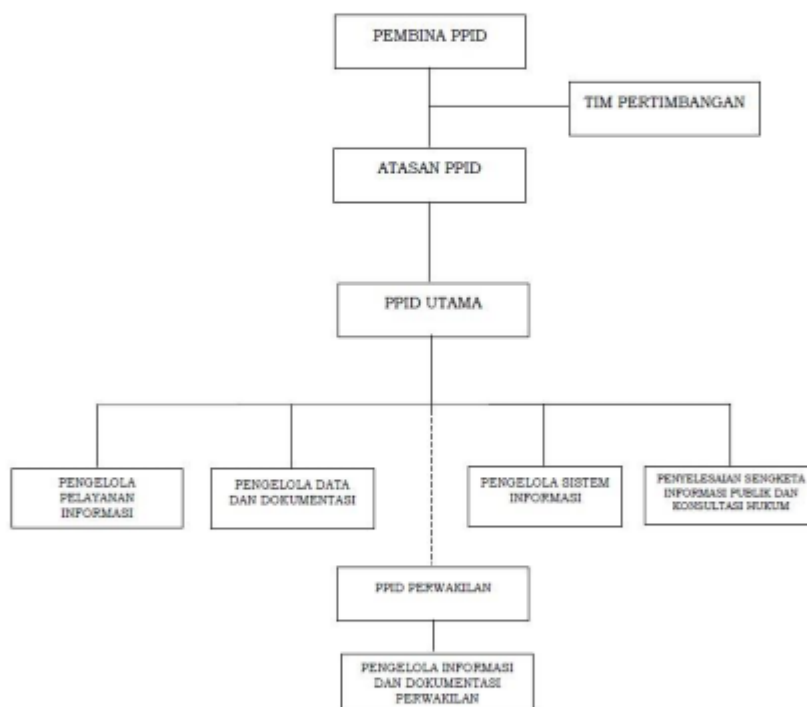 PEMBINA PPID
TIM PERTIMBANGAN
ATASAN PPID
PPID UTAMA
PENGELOLA
PELAYANAN
INFORMASI
PENGELOLA DATA
DAN DOKUMENTASI
PENGELOLA SISTEM
INFORMASI
PENYELESAIAN SENGKETA
INFORMASI PUBLIK DAN
KONSULTASI HUKUM
PPID PERWAKILAN
PENGELOLA INFORMASI
DAN DOKUMENTASI
PERWAKILAN